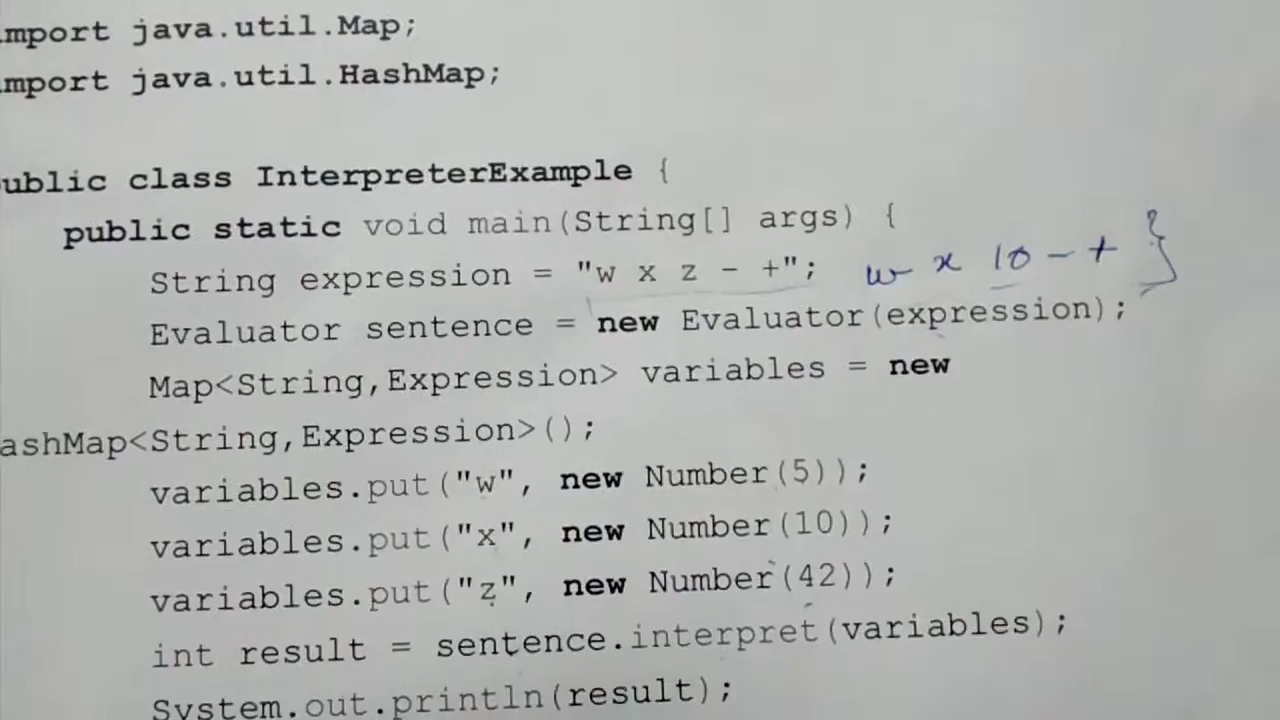 mport java.util.Map;
mport java.util.HashMap;
ublic class InterpreterExample {
public static void main(String[] args) {
String expression = "w x z - +"; w x 10 - + }
Evaluator sentence = new Evaluator(expression);
Map<String,Expression> variables = new
ashMap<String,Expression>();
variables.put("w", new Number(5));
variables.put("x", new Number(10));
variables.put("z", new Number(42));
int result = sentence.interpret(variables);
System.out.println(result);